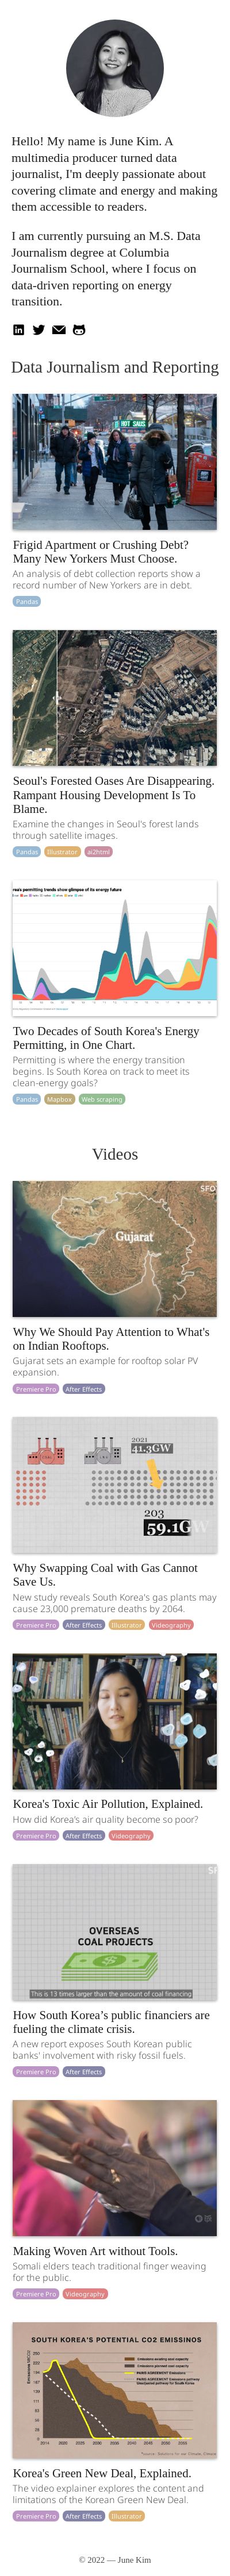 Hello! My name is June Kim. A
multimedia producer turned data
journalist, I'm deeply passionate about
covering climate and energy and making
them accessible to readers.
I am currently pursuing an M.S. Data
Journalism degree at Columbia
Journalism School, where I focus on
data-driven reporting on energy
transition.
Data Journalism and Reporting
HOT SUBS
Frigid Apartment or Crushing Debt?
Many New Yorkers Must Choose.
An analysis of debt collection reports show a
record number of New Yorkers are in debt.
Pandas
Seoul's Forested Oases Are Disappearing.
Rampant Housing Development Is To
Blame.
Examine the changes in Seoul's forest lands
through satellite images.
Pandas Illustrator ai2html
permitting trends show glimpse of its energy future
Two Decades of South Korea's Energy
Permitting, in One Chart.
Permitting is where the energy transition
begins. Is South Korea on track to meet its
clean-energy goals?
Pandas Mapbox Web scraping
Videos
SFO
Gujarat
Why We Should Pay Attention to What's
on Indian Rooftops.
Gujarat sets an example for rooftop solar PV
expansion.
Premiere Pro After Effects
2021
41.3GW
203
59.1GW
Why Swapping Coal with Gas Cannot
Save Us.
New study reveals South Korea's gas plants may
cause 23,000 premature deaths by 2064.
Premiere Pro After Effects Illustrator Videography
Korea's Toxic Air Pollution, Explained.
How did Korea's air quality become so poor?
Premiere Pro After Effects Videography
OVERSEAS
COAL PROJECTS
This is 13 times larger than the amount of coal financing
How South Korea’s public financiers are
fueling the climate crisis.
A new report exposes South Korean public
banks' involvement with risky fossil fuels.
Premiere Pro After Effects
Making Woven Art without Tools.
Somali elders teach traditional finger weaving
for the public.
Premiere Pro Videography
SOUTH KOREA'S POTENTIAL CO2 EMISSINOS
Korea's Green New Deal, Explained.
The video explainer explores the content and
limitations of the Korean Green New Deal.
Premiere Pro After Effects Illustrator
© 2022 — June Kim